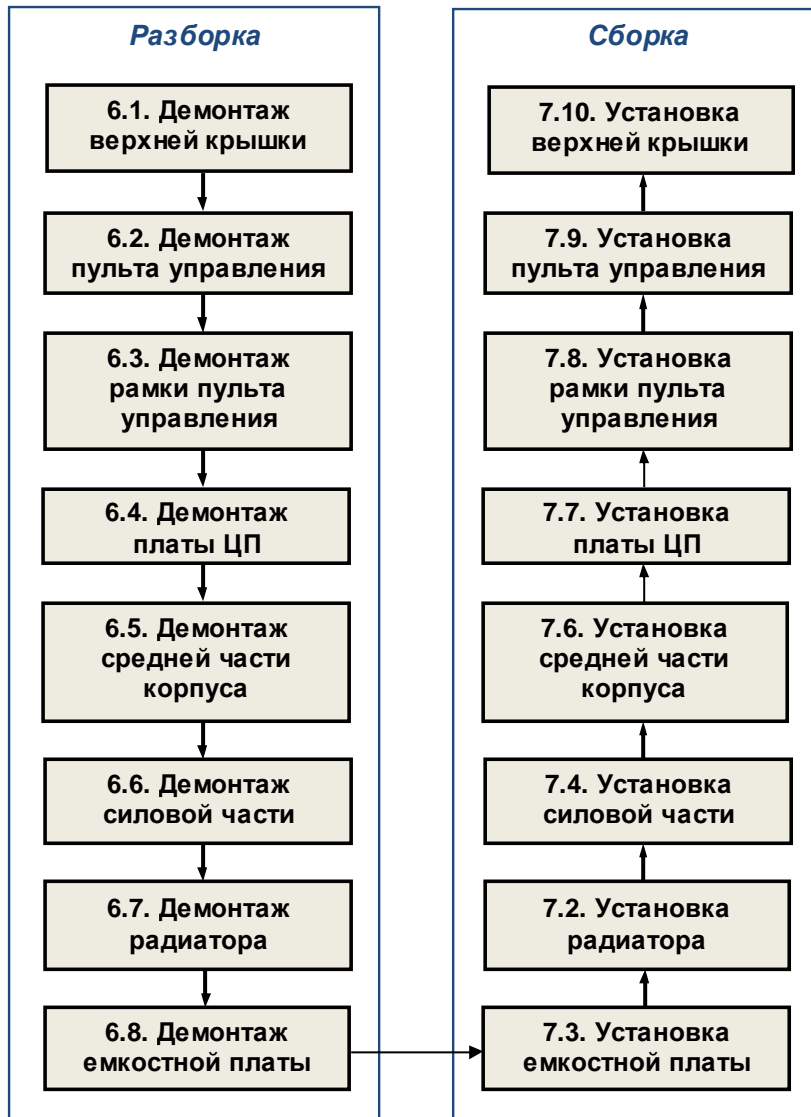 Разборка
6.1. Демонтаж
верхней крышки
6.2. Демонтаж
пульта управления
6.3. Демонтаж
рамки пульта
управления
6.4. Демонтаж
платы ЦП
6.5. Демонтаж
средней части
корпуса
6.6. Демонтаж
силовой части
6.7. Демонтаж
радиатора
6.8. Демонтаж
емкостной платы
Сборка
7.10. Установка
верхней крышки
7.9. Установка
пульта управления
7.8. Установка
рамки пульта
управления
7.7. Установка
платы ЦП
7.6. Установка
средней части
корпуса
7.4. Установка
силовой части
7.2. Установка
радиатора
7.3. Установка
емкостной платы